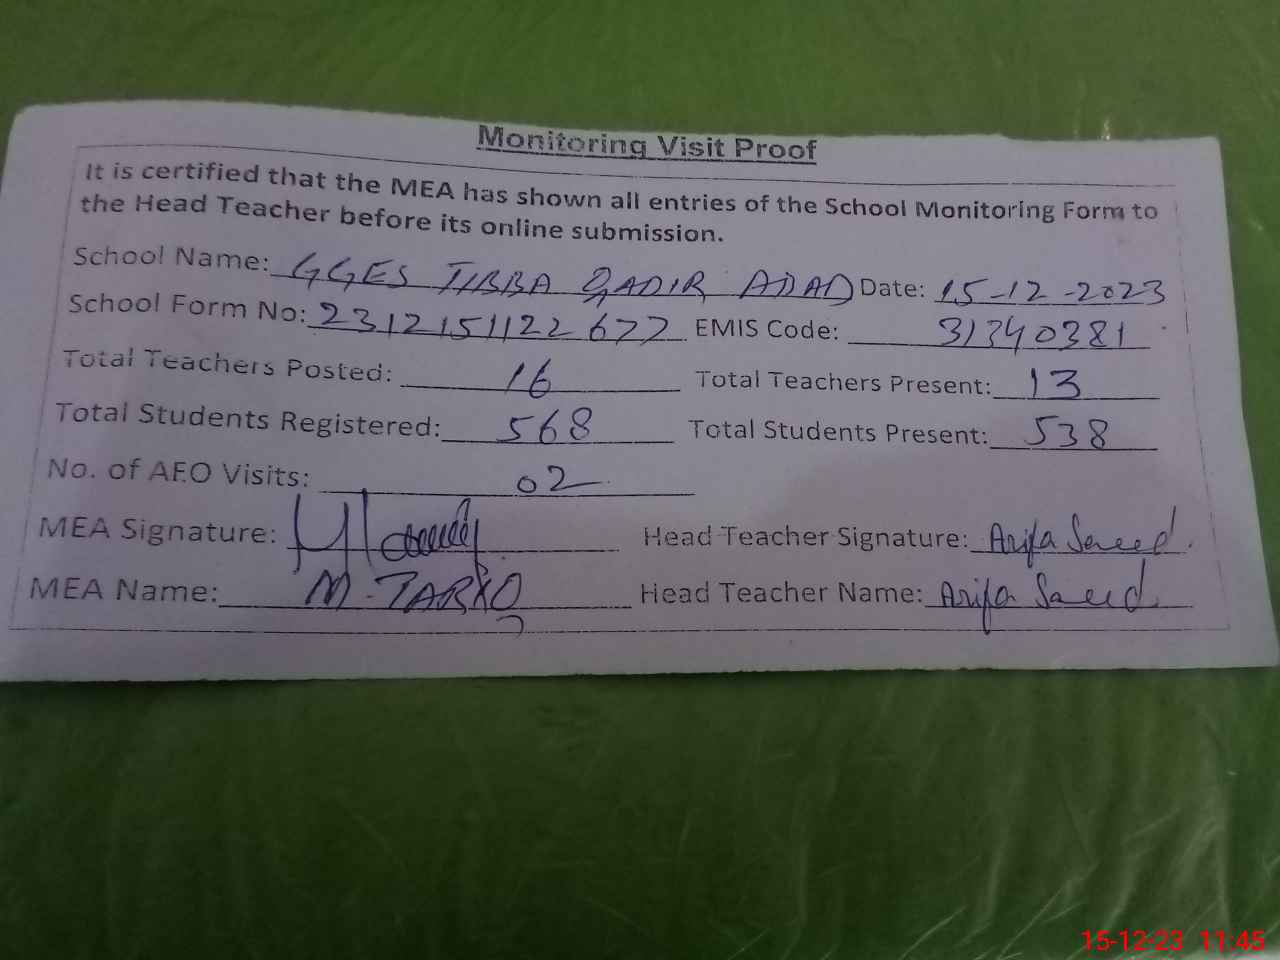 Monitoring Visit Proof
It is certified that the MEA has shown all entries of the School Monitoring Form to
the Head Teacher before its online submission.
School Name: GGES TIBBA QADIR ABAD Date: 15-12-2023
School Form No: 2312151122677 EMIS Code: 31340381
Total Teachers Posted: 16 Total Teachers Present: 13
Total Students Registered: 568 Total Students Present: 538
No. of AEO Visits: 02
MEA Signature: Head Teacher Signature: Arifa Saeed.
MEA Name: M. TARIQ Head Teacher Name: Arifa Saeed
15-12-23 11:45